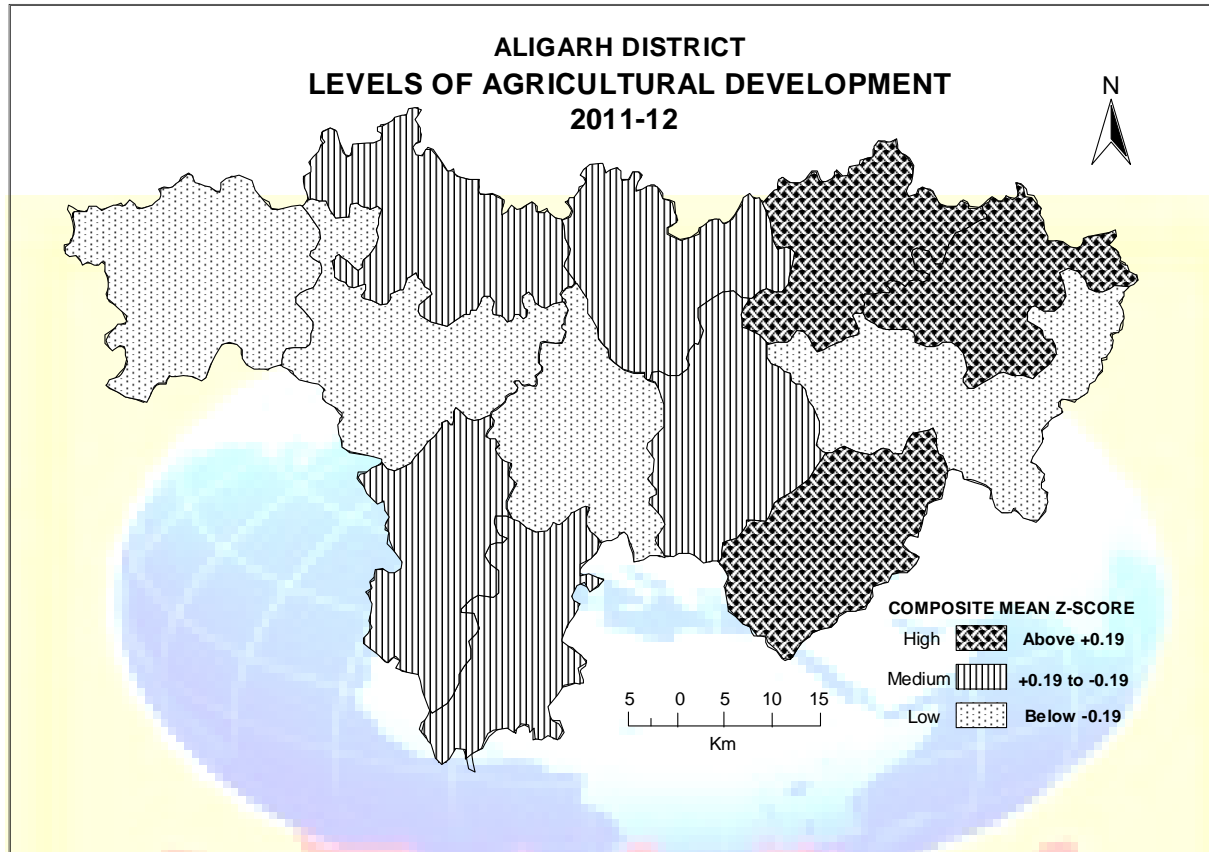 ALIGARH DISTRICT
LEVELS OF AGRICULTURAL DEVELOPMENT
2011-12
N
COMPOSITE MEAN Z-SCORE
High Above +0.19
Medium +0.19 to -0.19
Low Below -0.19
5 0 5 10 15
Km